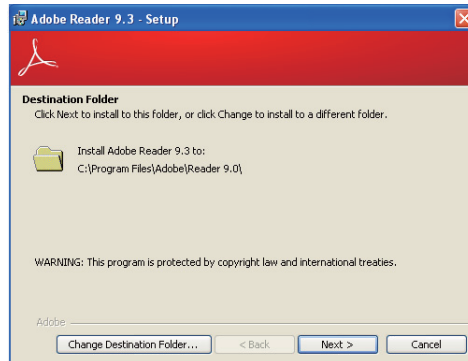 Adobe Reader 9.3 - Setup
Destination Folder
Click Next to install to this folder, or click Change to install to a different folder.
Install Adobe Reader 9.3 to:
C:\Program Files\Adobe\Reader 9.0\
WARNING: This program is protected by copyright law and international treaties.
Adobe
Change Destination Folder... < Back Next > Cancel